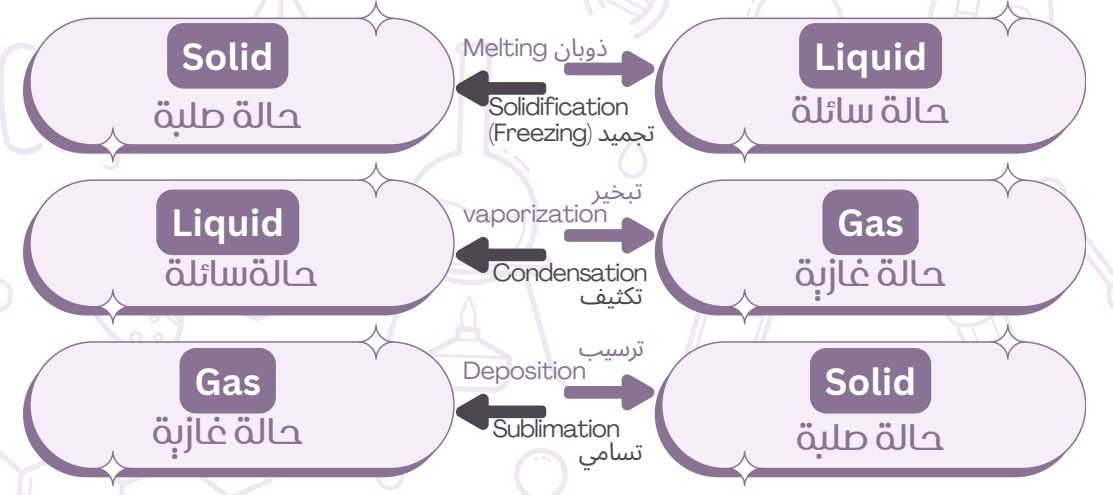 Solid
حالة صلبة
Melting ذوبان
Solidification
(Freezing) تجميد
Liquid
حالة سائلة
Liquid
حالةسائلة
تبخير
vaporization
Condensation
تكثيف
Gas
حالة غازية
Gas
حالة غازية
ترسيب
Deposition
Sublimation
تسامي
Solid
حالة صلبة